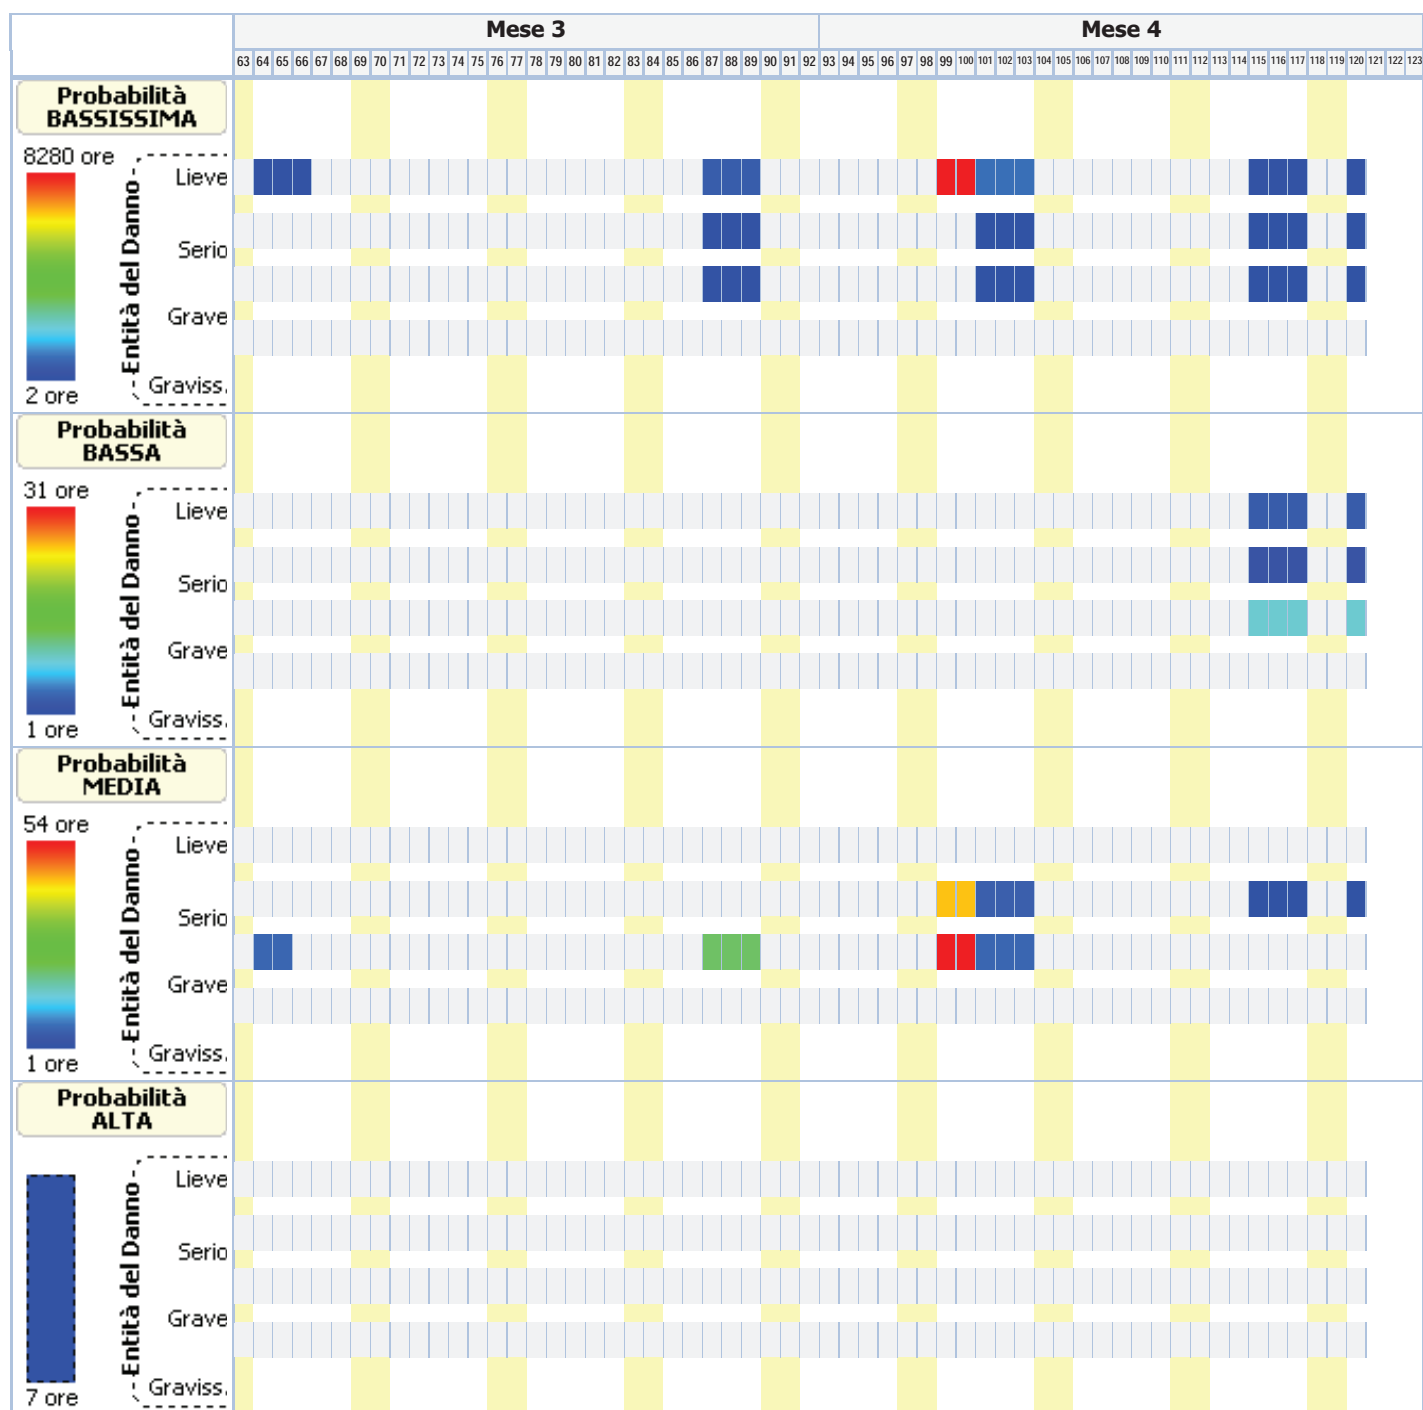 Mese 3 Mese 4
63 64 65 66 67 68 69 70 71 72 73 74 75 76 77 78 79 80 81 82 83 84 85 86 87 88 89 90 91 92 93 94 95 96 97 98 99 100 101 102 103 104 105 106 107 108 109 110 111 112 113 114 115 116 117 118 119 120 121 122 123
Probabilità
BASSISSIMA
8280 ore
Entità del Danno
Lieve
Serio
Grave
Graviss.
2 ore
Probabilità
BASSA
31 ore
Entità del Danno
Lieve
Serio
Grave
Graviss.
1 ore
Probabilità
MEDIA
54 ore
Entità del Danno
Lieve
Serio
Grave
Graviss.
1 ore
Probabilità
ALTA
Entità del Danno
Lieve
Serio
Grave
Graviss.
7 ore